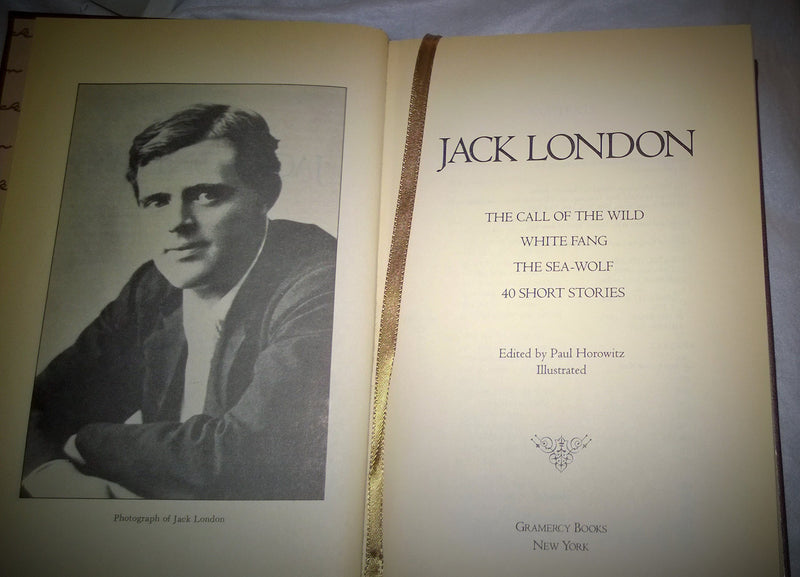 Photograph of Jack London
JACK LONDON
THE CALL OF THE WILD
WHITE FANG
THE SEA-WOLF
40 SHORT STORIES
Edited by Paul Horowitz
Illustrated
GRAMERCY BOOKS
NEW YORK